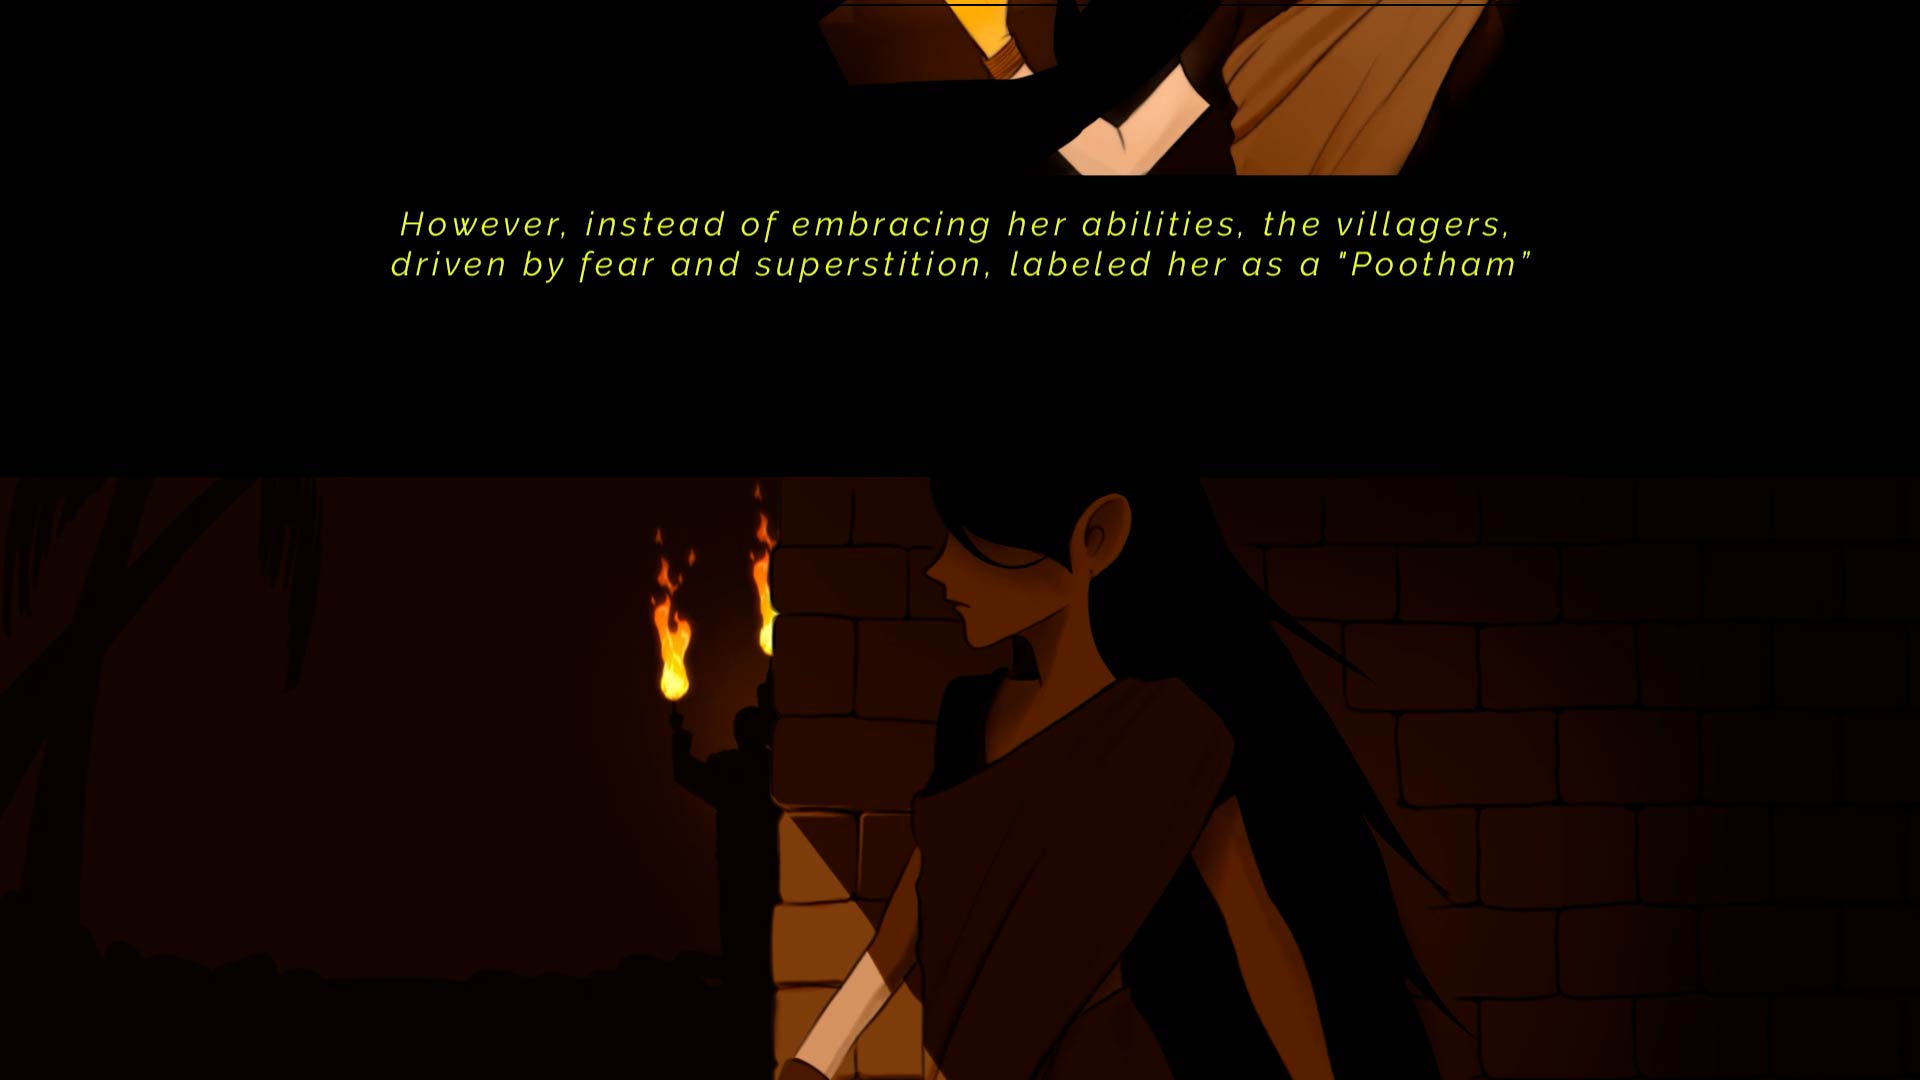 However, instead of embracing her abilities, the villagers,
driven by fear and superstition, labeled her as a "Pootham"